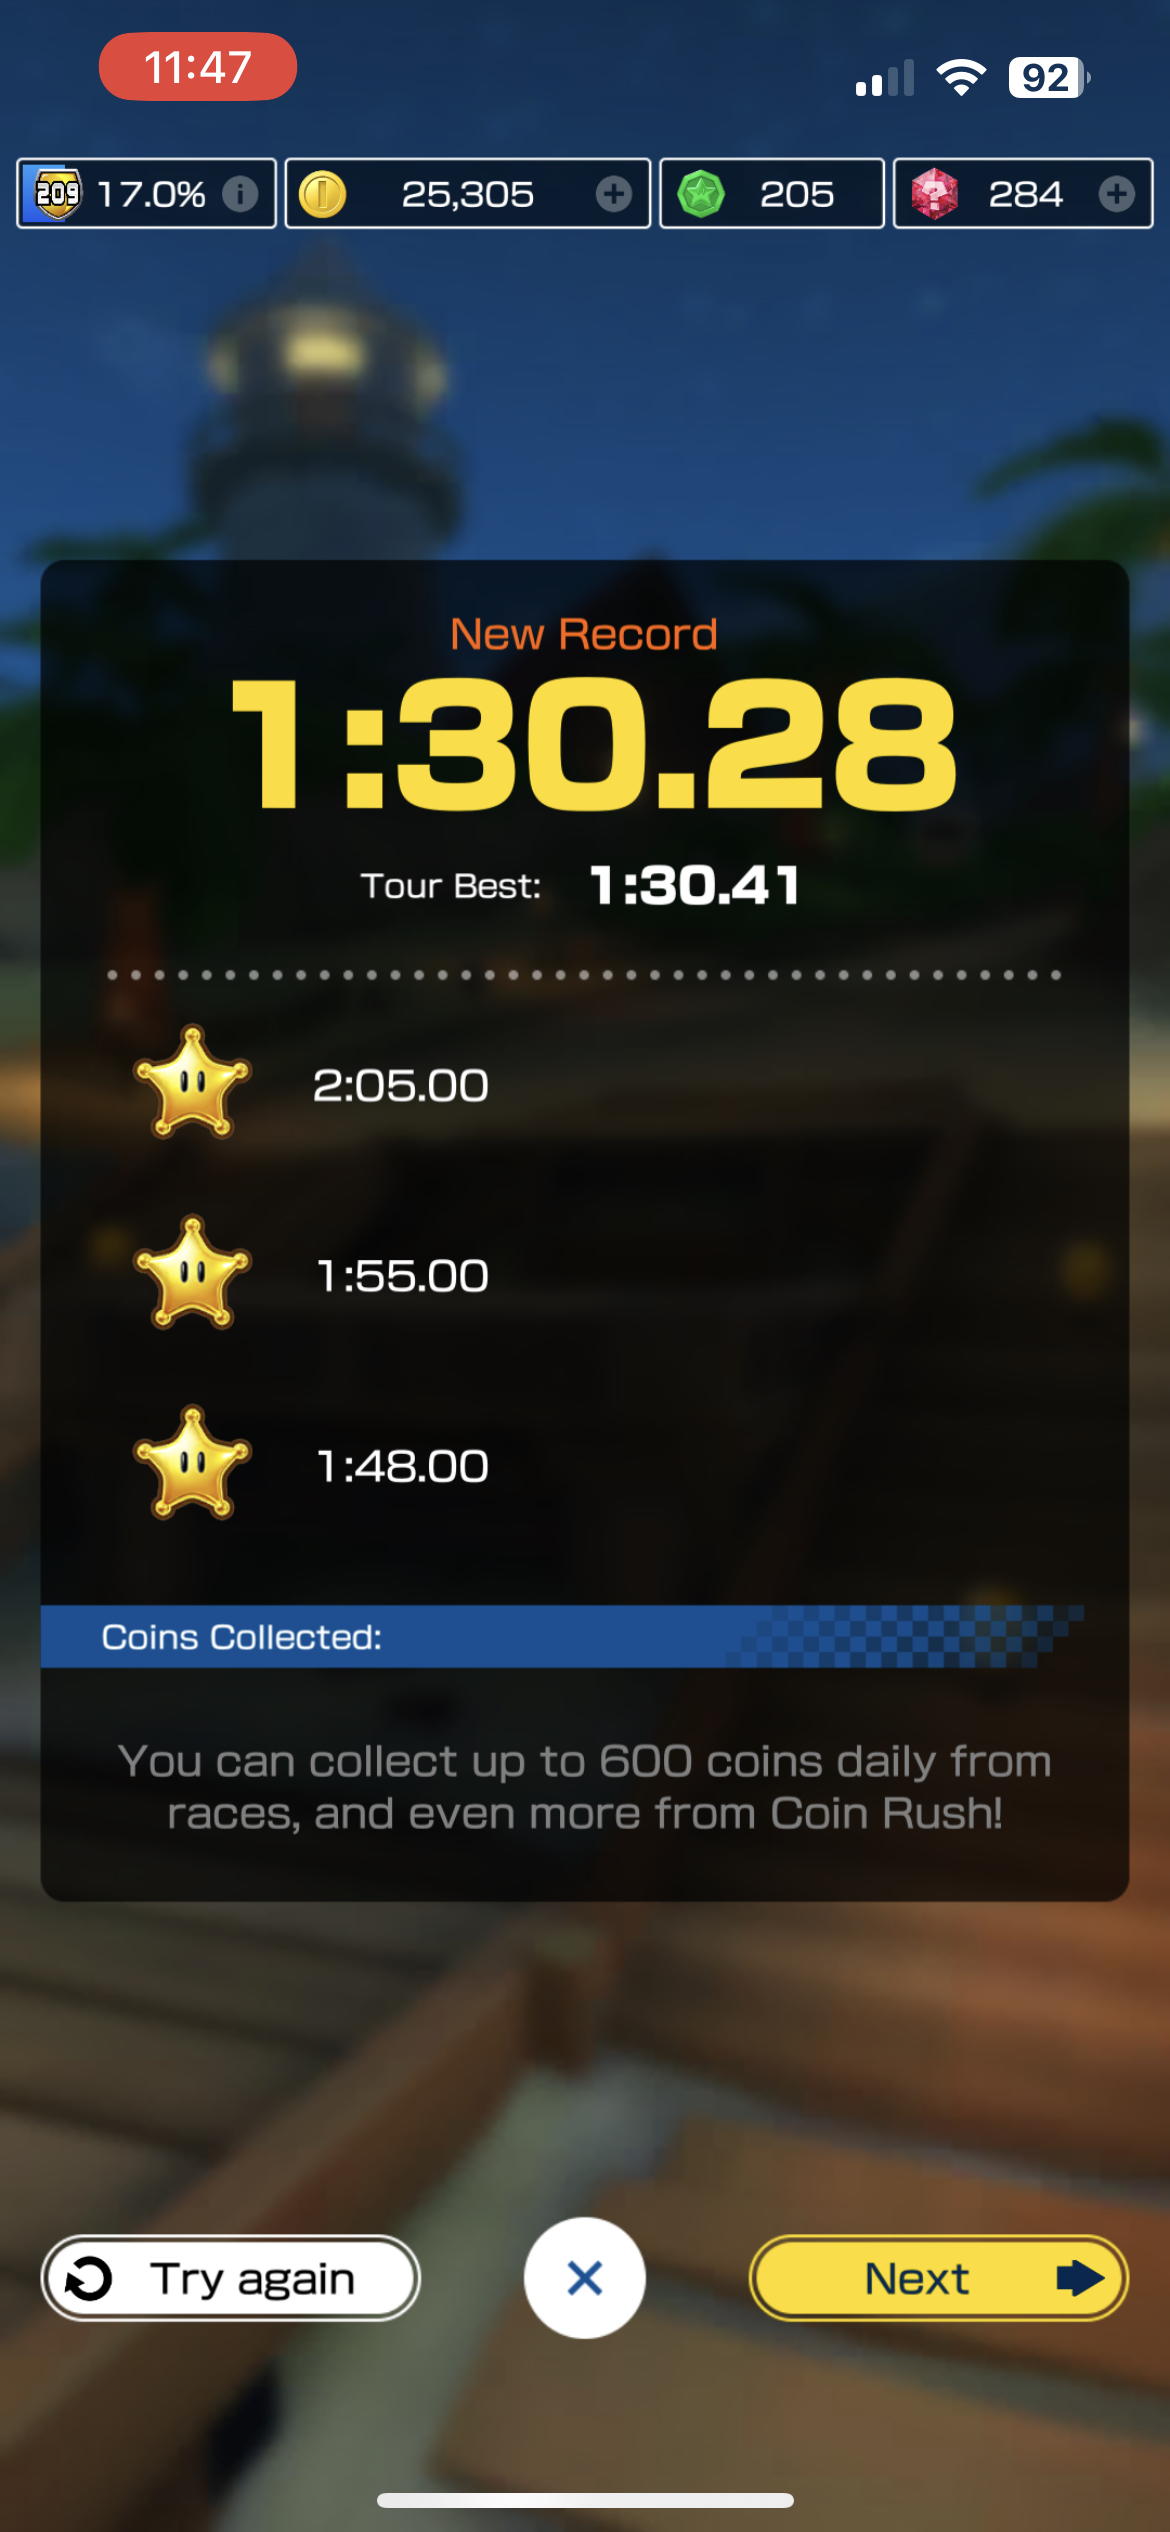 11:47
92
209 17.0% i 25,305 205 284
New Record
1:30.28
Tour Best: 1:30.41
2:05.00
1:55.00
1:48.00
Coins Collected:
You can collect up to 600 coins daily from
races, and even more from Coin Rush!
Try again
Next